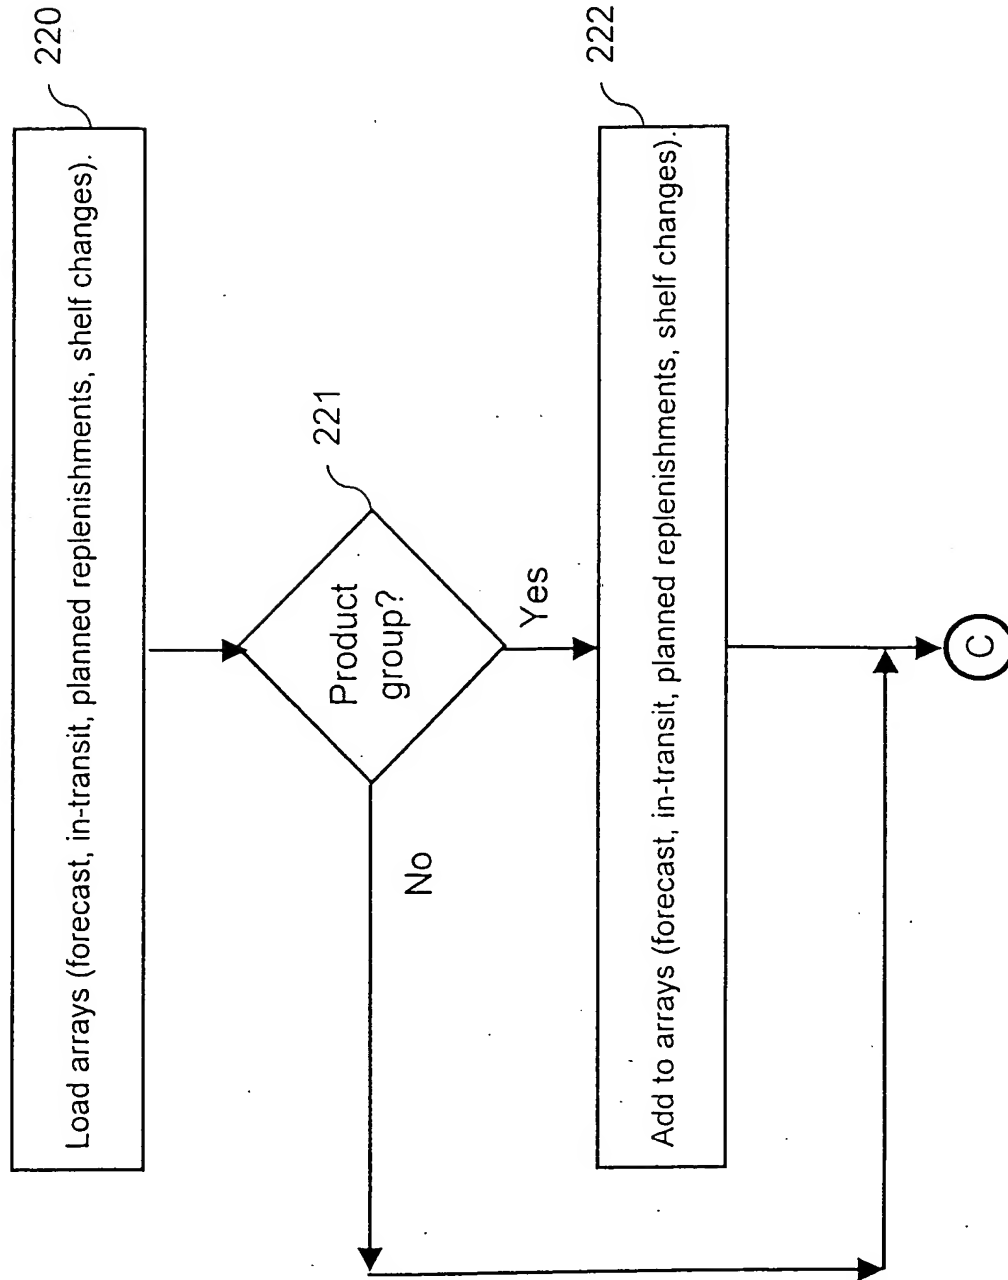 220
Load arrays (forecast, in-transit, planned replenishments, shelf changes).
221
Product
group?
No
Yes
222
Add to arrays (forecast, in-transit, planned replenishments, shelf changes).
C